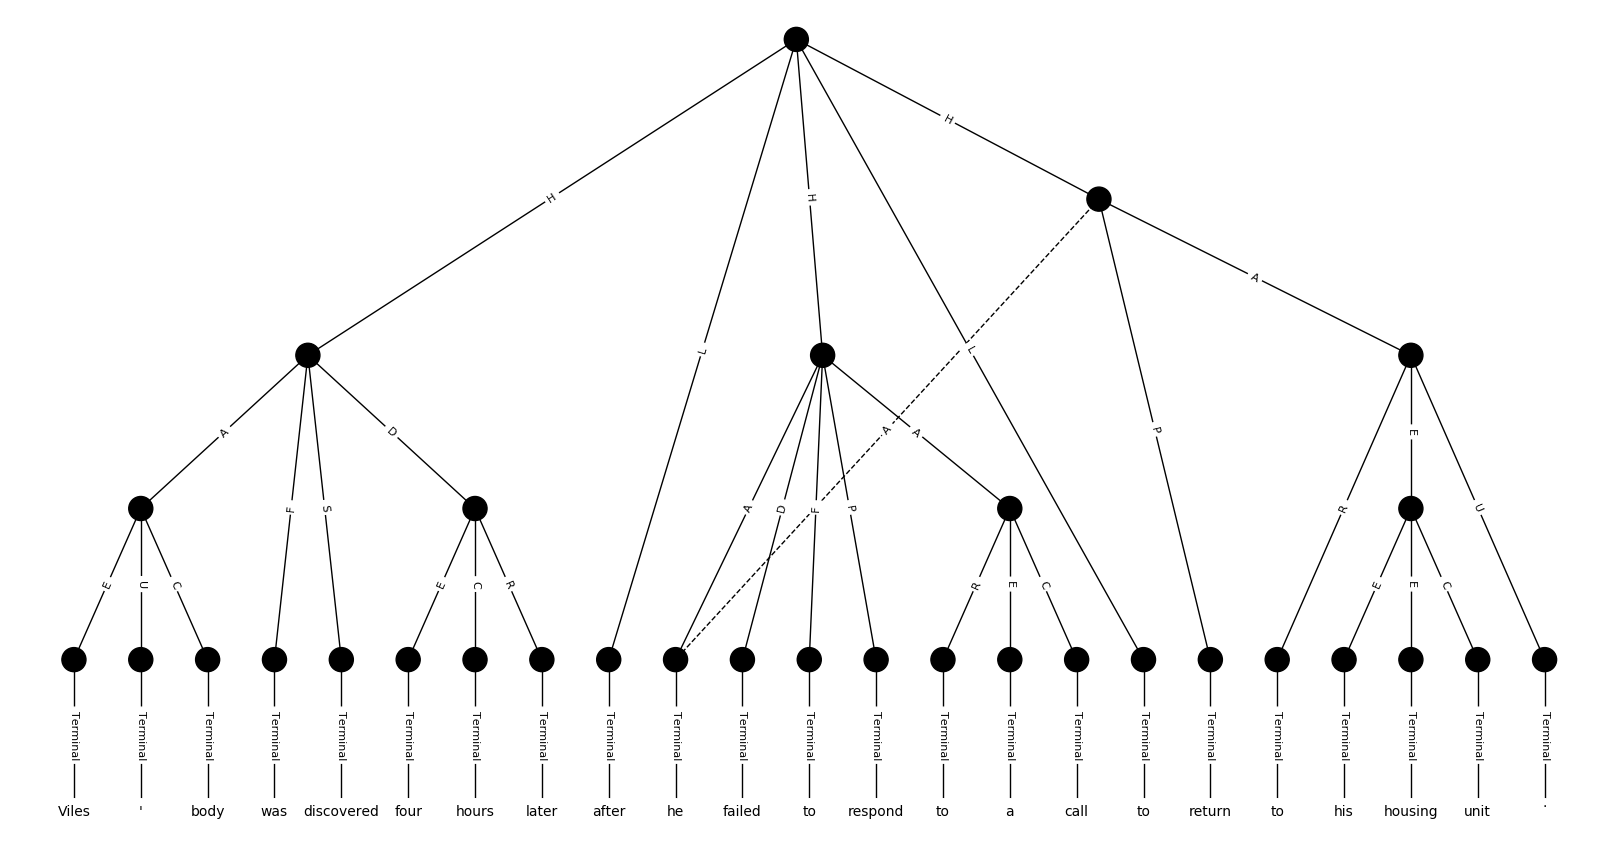 H
H
H
L
A
L
A
D
A
A
P
E
F
S
A
D
F
P
R
U
E
U
C
E
C
R
R
E
C
E
E
C
Terminal Terminal Terminal Terminal Terminal Terminal Terminal Terminal Terminal Terminal Terminal Terminal Terminal Terminal Terminal Terminal Terminal Terminal Terminal Terminal Terminal Terminal Terminal
Viles ' body was discovered four hours later after he failed to respond to a call to return to his housing unit .